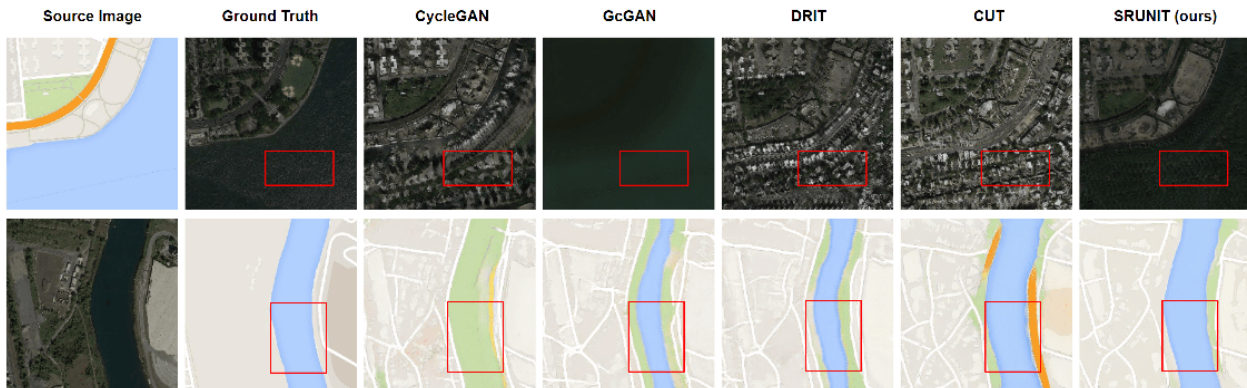 Source Image
Ground Truth
CycleGAN
GcGAN
DRIT
CUT
SRUNIT (ours)